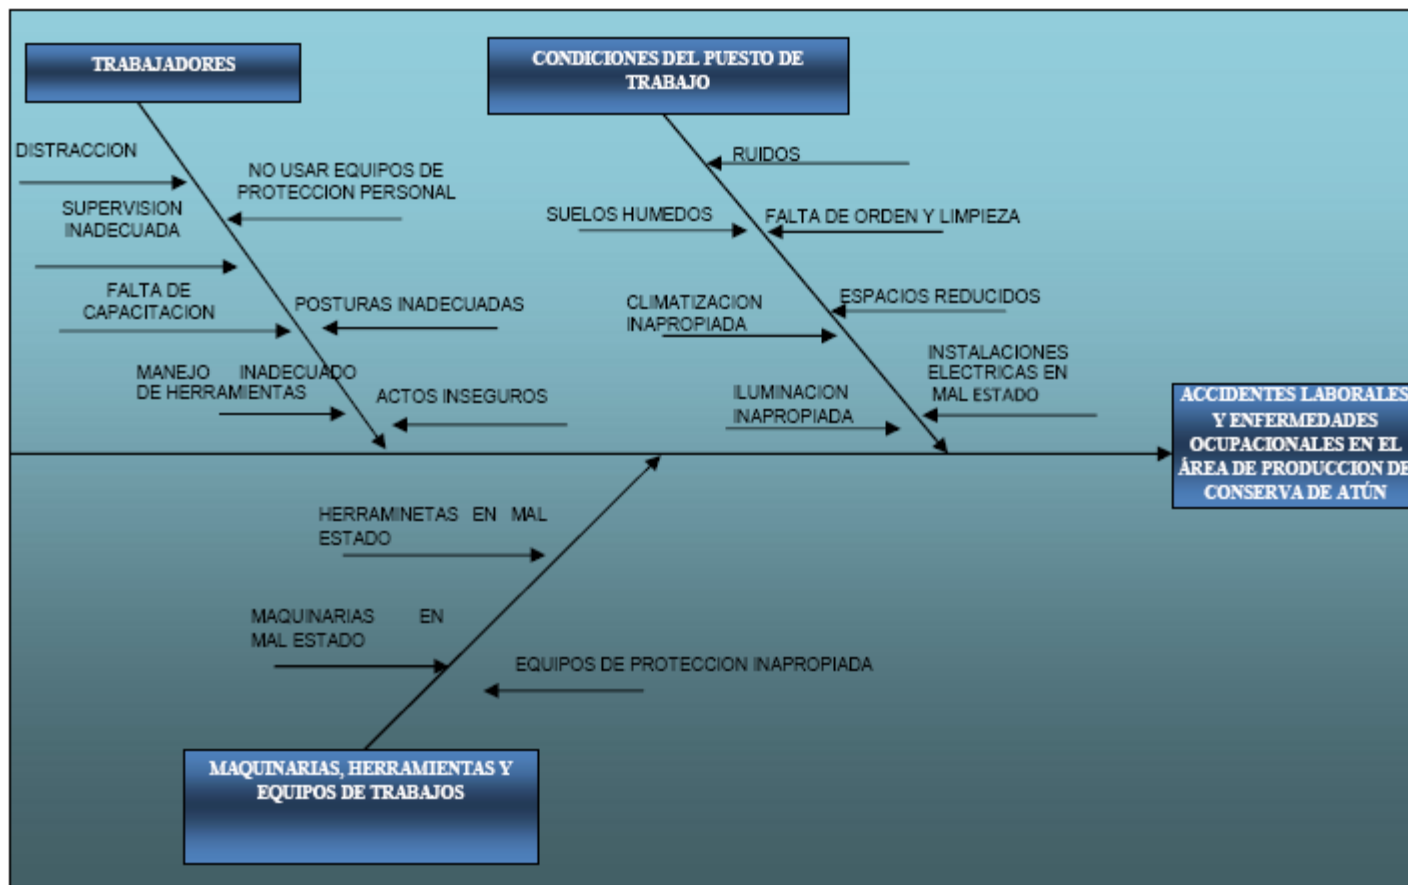 TRABAJADORES
CONDICIONES DEL PUESTO DE
TRABAJO
DISTRACCION
NO USAR EQUIPOS DE
PROTECCION PERSONAL
SUPERVISION
INADECUADA
FALTA DE
CAPACITACION
POSTURAS INADECUADAS
MANEJO INADECUADO
DE HERRAMIENTAS
ACTOS INSEGUROS
RUIDOS
SUELOS HUMEDOS
FALTA DE ORDEN Y LIMPIEZA
CLIMATIZACION
INAPROPIADA
ESPACIOS REDUCIDOS
INSTALACIONES
ELECTRICAS EN
MAL ESTADO
ILUMINACION
INAPROPIADA
ACCIDENTES LABORALES
Y ENFERMEDADES
OCUPACIONALES EN EL
ÁREA DE PRODUCCION DE
CONSERVA DE ATÚN
HERRAMINETAS EN MAL
ESTADO
MAQUINARIAS EN
MAL ESTADO
EQUIPOS DE PROTECCION INAPROPIADA
MAQUINARIAS, HERRAMIENTAS Y
EQUIPOS DE TRABAJOS